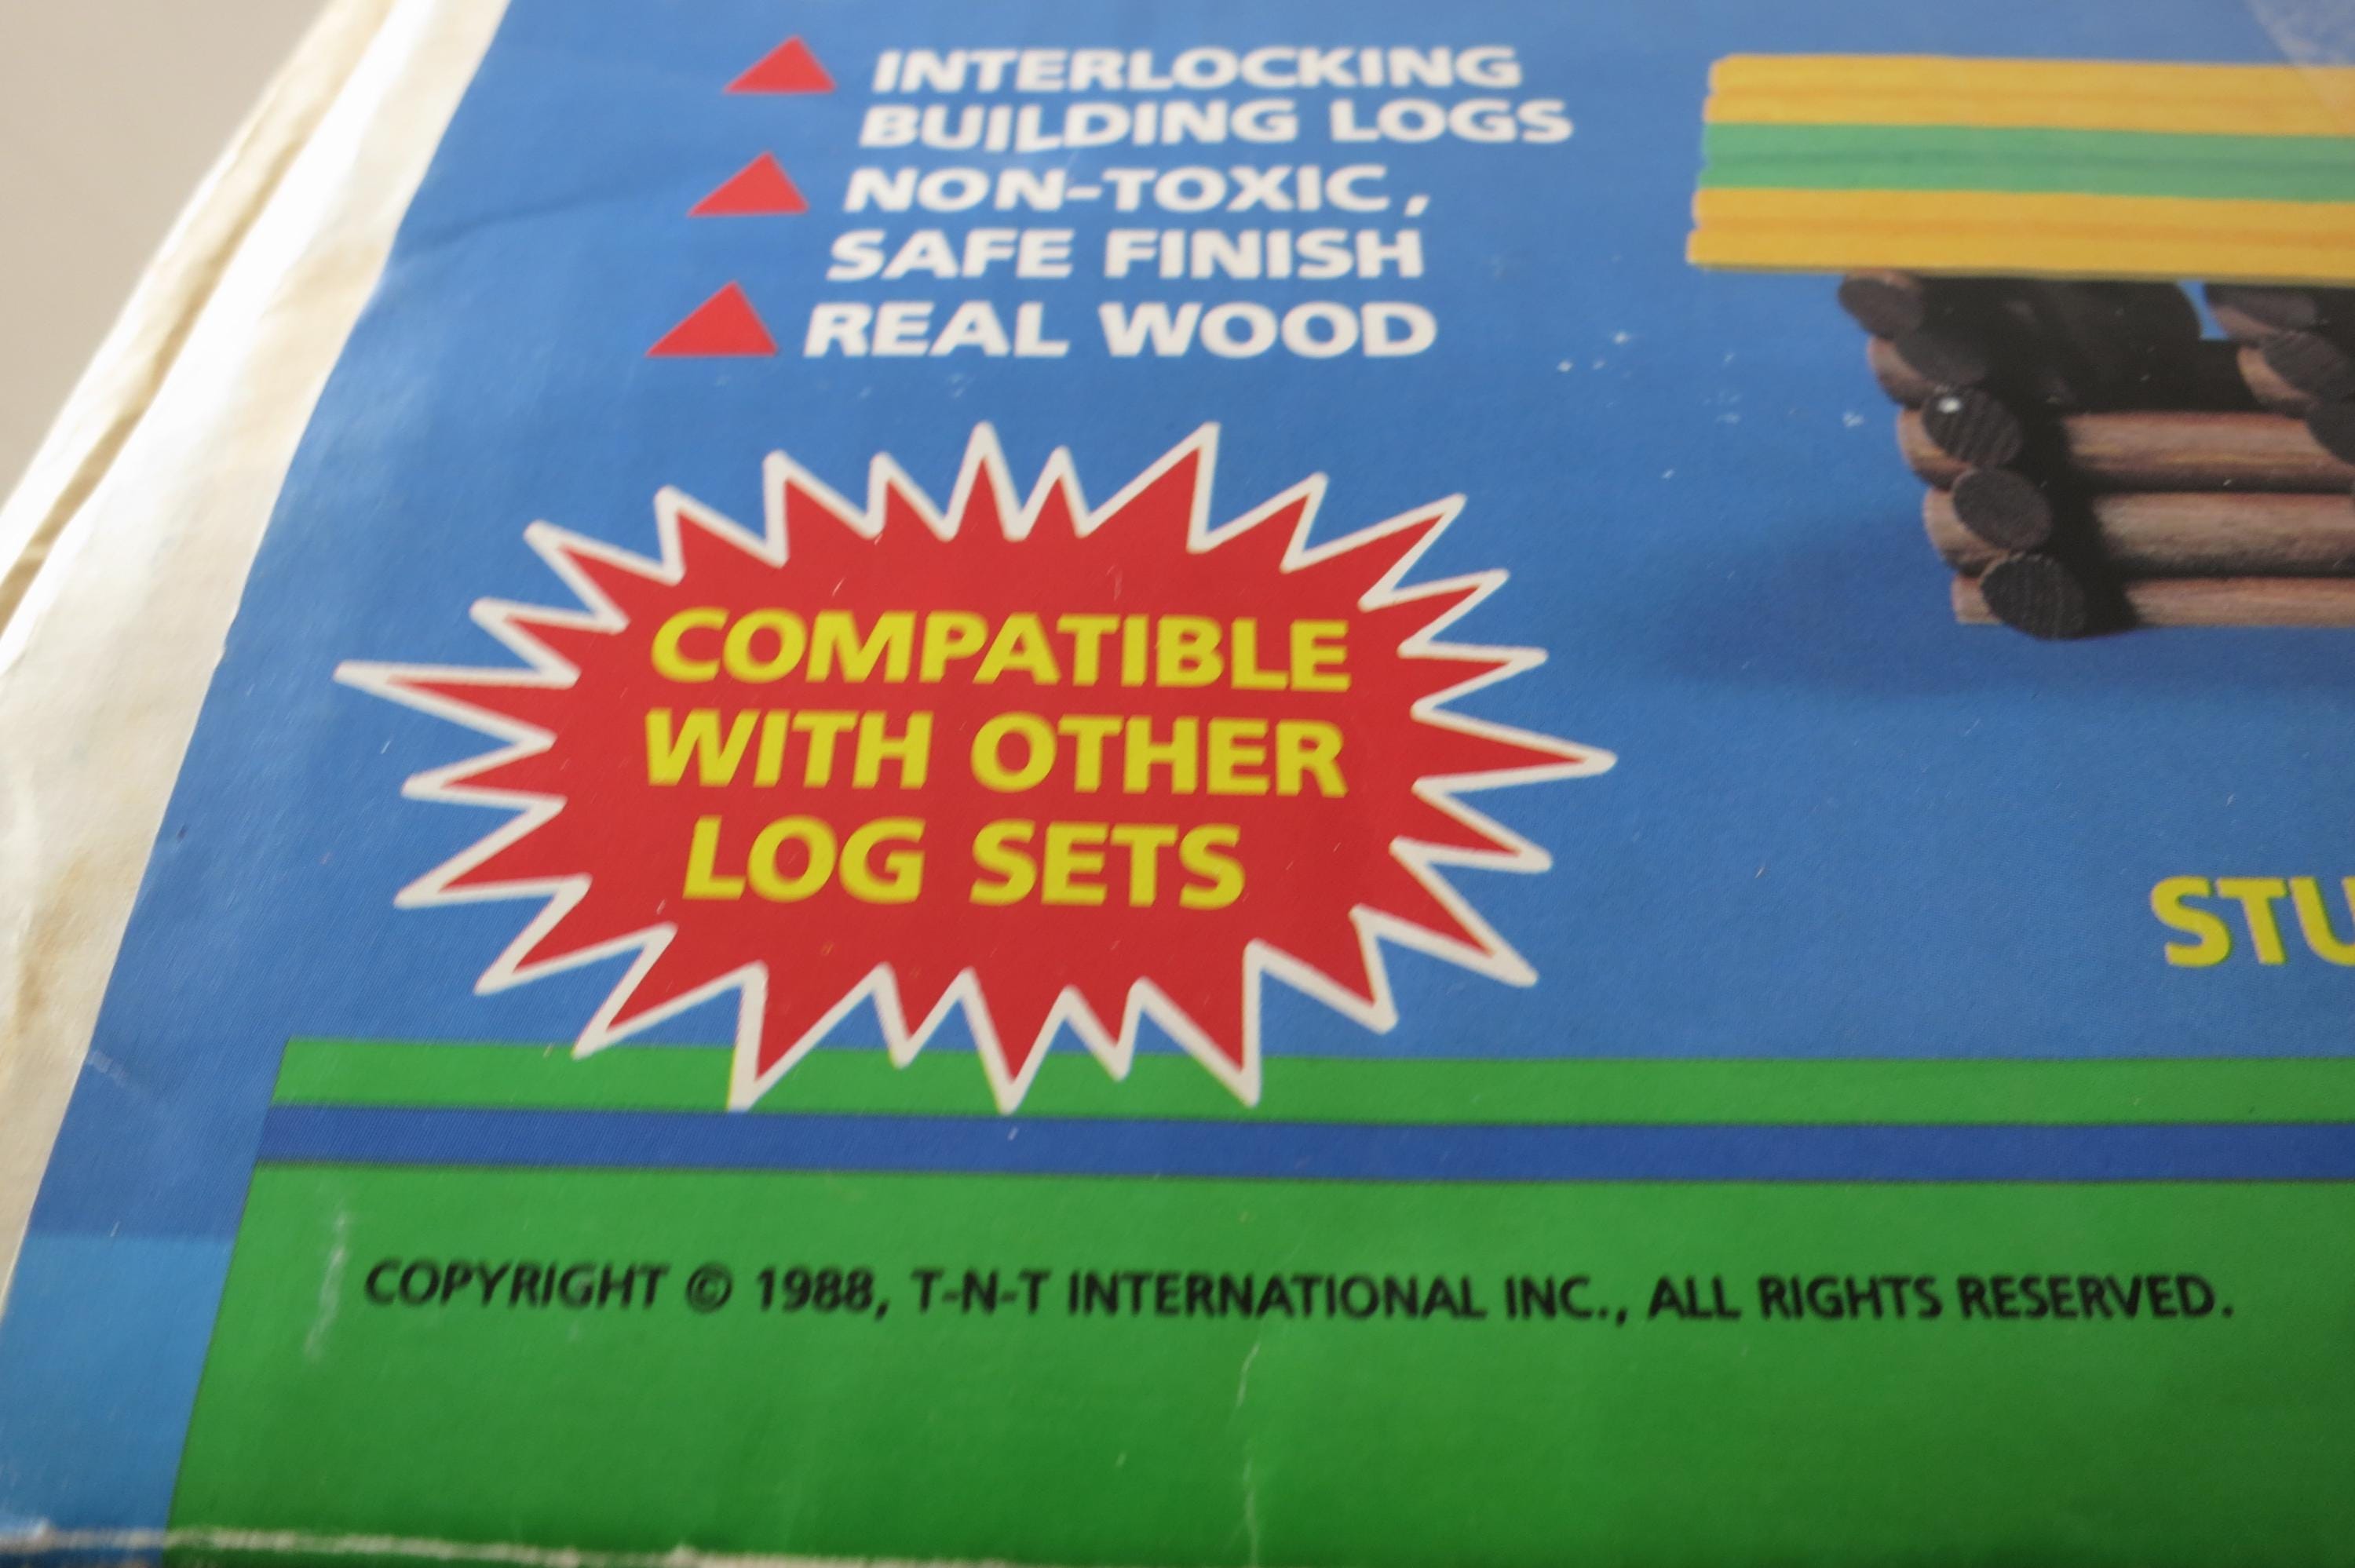 INTERLOCKING
BUILDING LOGS
NON-TOXIC,
SAFE FINISH
REAL WOOD
COMPATIBLE
WITH OTHER
LOG SETS
COPYRIGHT © 1988, T-N-T INTERNATIONAL INC., ALL RIGHTS RESERVED.